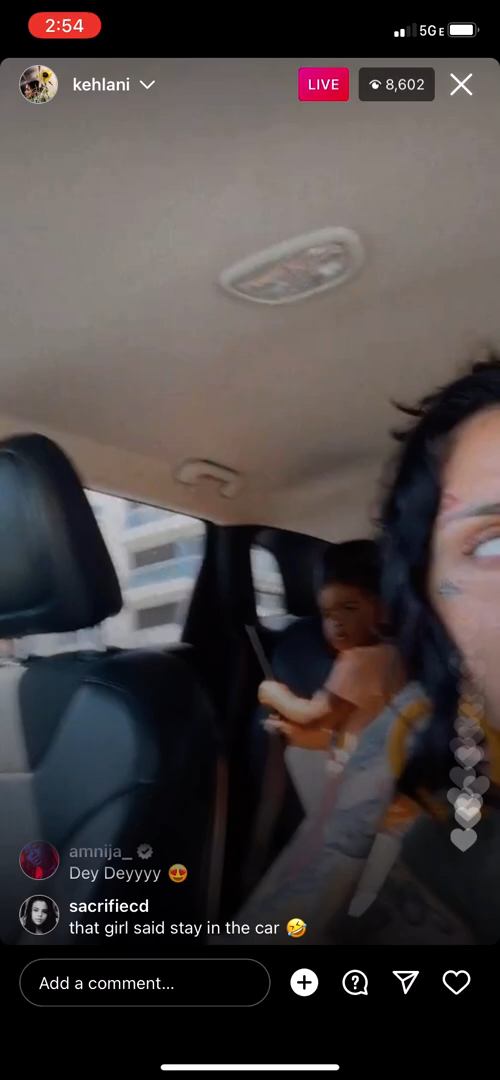 2:54
5GE
kehlani
LIVE
8,602
amnija_
Dey Deyyyy 😍
sacrifiecd
that girl said stay in the car 🤣
Add a comment...